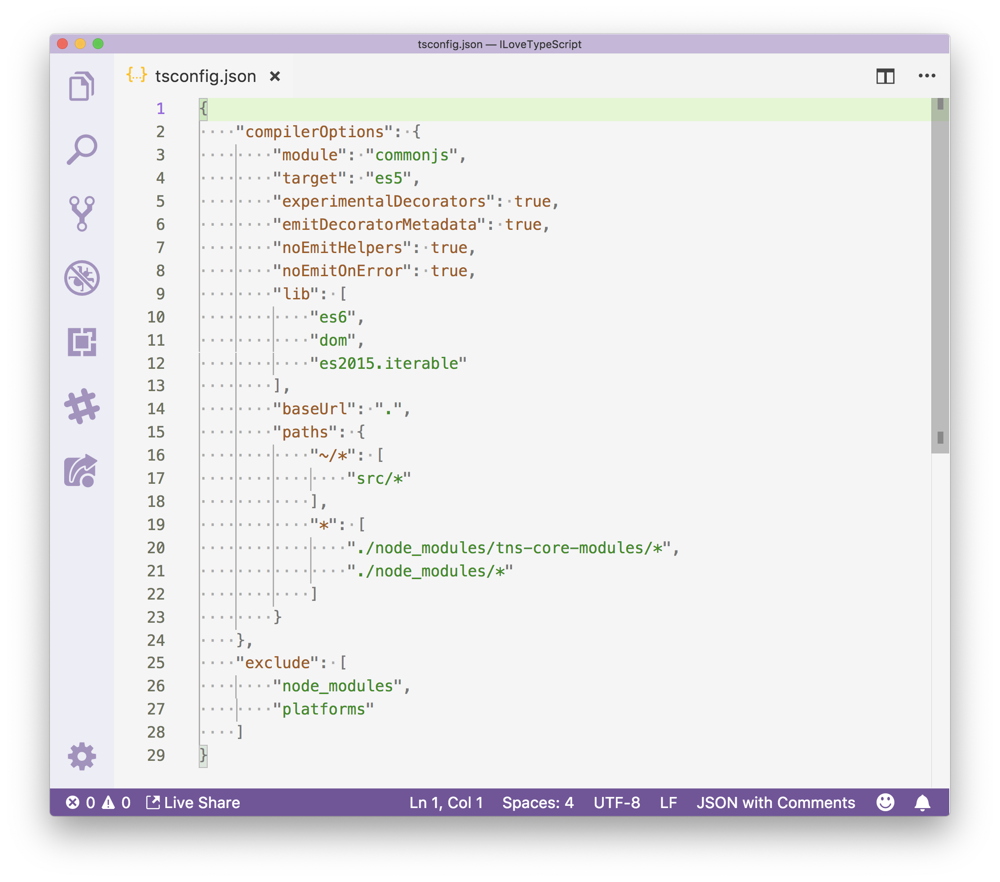 tsconfig.json — ILoveTypeScript
{..} tsconfig.json ×
1 {
2     "compilerOptions": {
3         "module": "commonjs",
4         "target": "es5",
5         "experimentalDecorators": true,
6         "emitDecoratorMetadata": true,
7         "noEmitHelpers": true,
8         "noEmitOnError": true,
9         "lib": [
10             "es6",
11             "dom",
12             "es2015.iterable"
13         ],
14         "baseUrl": ".",
15         "paths": {
16             "~/*": [
17                 "src/*"
18             ],
19             "*": [
20                 "./node_modules/tns-core-modules/*",
21                 "./node_modules/*"
22             ]
23         }
24     },
25     "exclude": [
26         "node_modules",
27         "platforms"
28     ]
29 }
0 0 Live Share Ln 1, Col 1 Spaces: 4 UTF-8 LF JSON with Comments